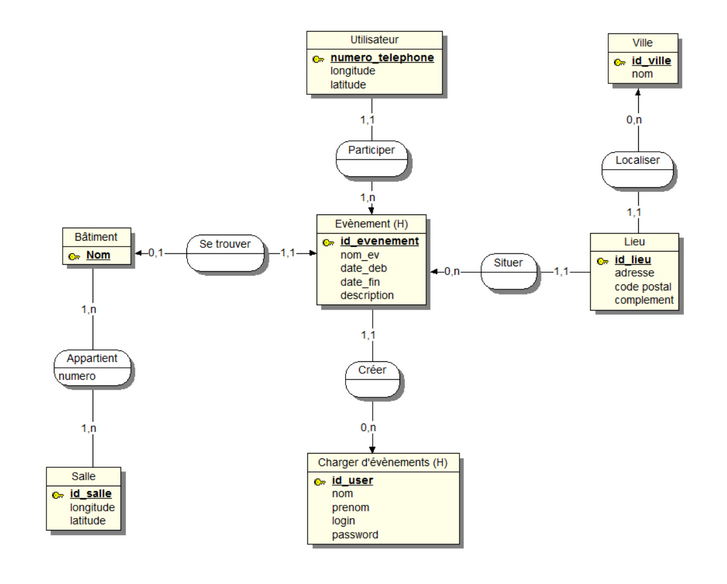 Utilisateur
numero_telephone
longitude
latitude
1,1
Participer
1,n
Ville
id_ville
nom
0,n
Localiser
1,1
Bâtiment
Nom
0,1
Se trouver
1,1
Evènement (H)
id_evenement
nom_ev
date_deb
date_fin
description
0,n
Situer
1,1
Lieu
id_lieu
adresse
code postal
complement
1,n
Appartient
numero
1,n
1,1
Créer
0,n
Salle
id_salle
longitude
latitude
Charger d'évènements (H)
id_user
nom
prenom
login
password